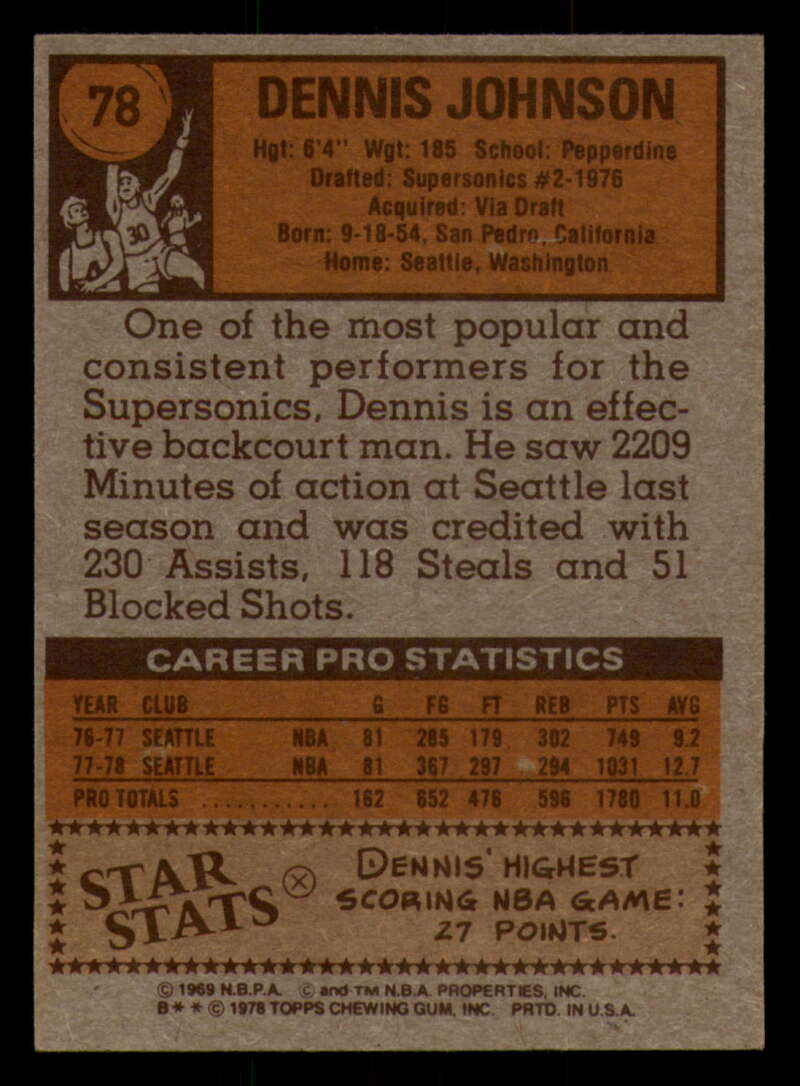 78
DENNIS JOHNSON
Hgt: 6'4" Wgt: 185 School: Pepperdine
Drafted: Supersonics #2-1976
Acquired: Via Draft
Born: 9-18-54, San Pedro, California
Home: Seattle, Washington
30
One of the most popular and
consistent performers for the
Supersonics, Dennis is an effec-
tive backcourt man. He saw 2209
Minutes of action at Seattle last
season and was credited with
230 Assists, 118 Steals and 51
Blocked Shots.
CAREER PRO STATISTICS
YEAR CLUB G FG FT REB PTS AVG
76-77 SEATTLE NBA 81 285 179 302 749 9.2
77-78 SEATTLE NBA 81 367 297 294 1031 12.7
PRO TOTALS ............ 162 652 476 596 1780 11.0
STAR STATS
DENNIS' HIGHEST
SCORING NBA GAME:
27 POINTS.
© 1969 N.B.P.A. © and TM N.B.A. PROPERTIES, INC.
B** © 1978 TOPPS CHEWING GUM, INC. PRTD. IN U.S.A.